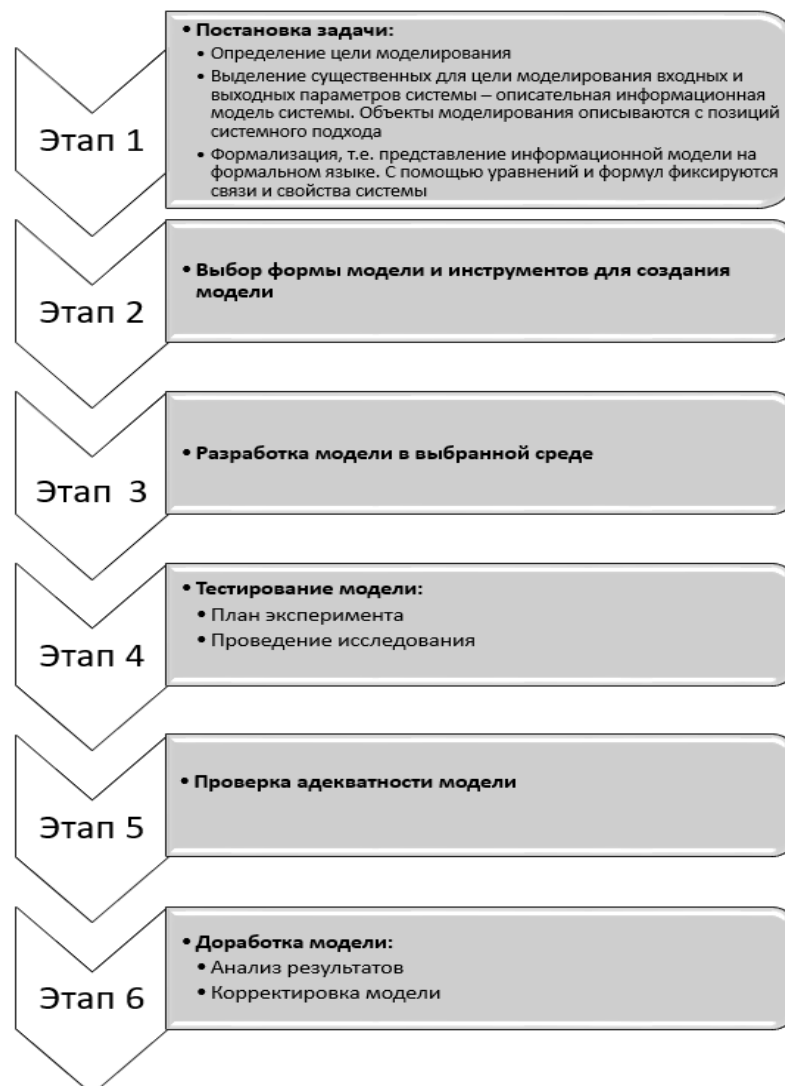 Этап 1
• Постановка задачи:
• Определение цели моделирования
• Выделение существенных для цели моделирования входных и
выходных параметров системы – описательная информационная
модель системы. Объекты моделирования описываются с позиций
системного подхода
• Формализация, т.е. представление информационной модели на
формальном языке. С помощью уравнений и формул фиксируются
связи и свойства системы
Этап 2
• Выбор формы модели и инструментов для создания
модели
Этап 3
• Разработка модели в выбранной среде
Этап 4
• Тестирование модели:
• План эксперимента
• Проведение исследования
Этап 5
• Проверка адекватности модели
Этап 6
• Доработка модели:
• Анализ результатов
• Корректировка модели